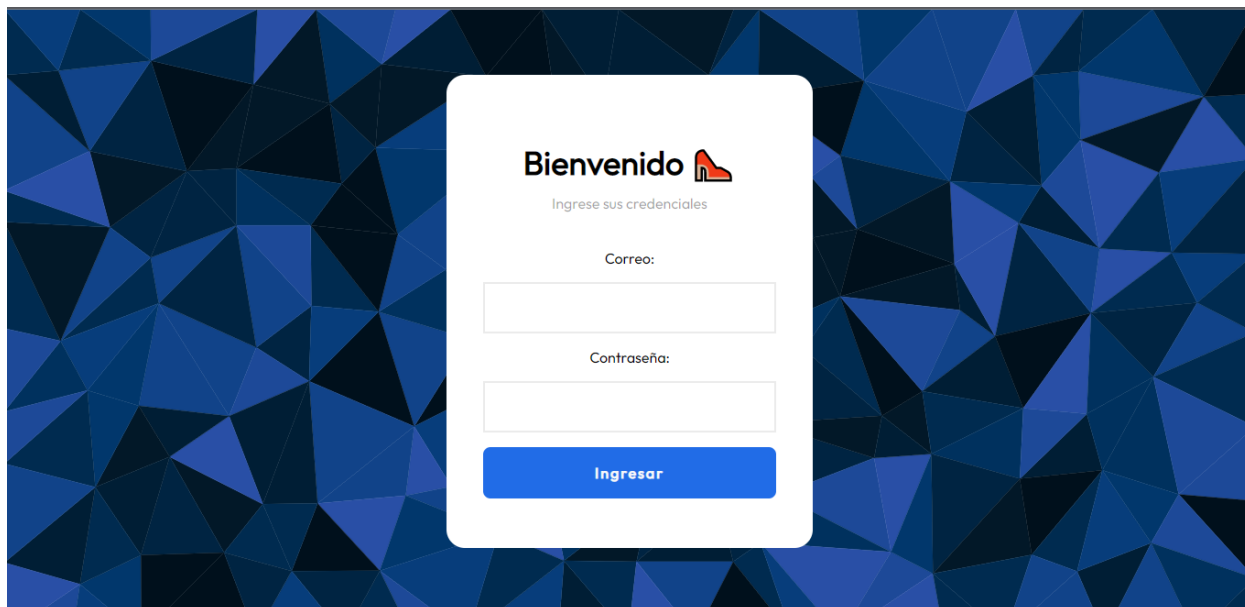 Bienvenido
Ingrese sus credenciales
Correo:
Contraseña:
Ingresar